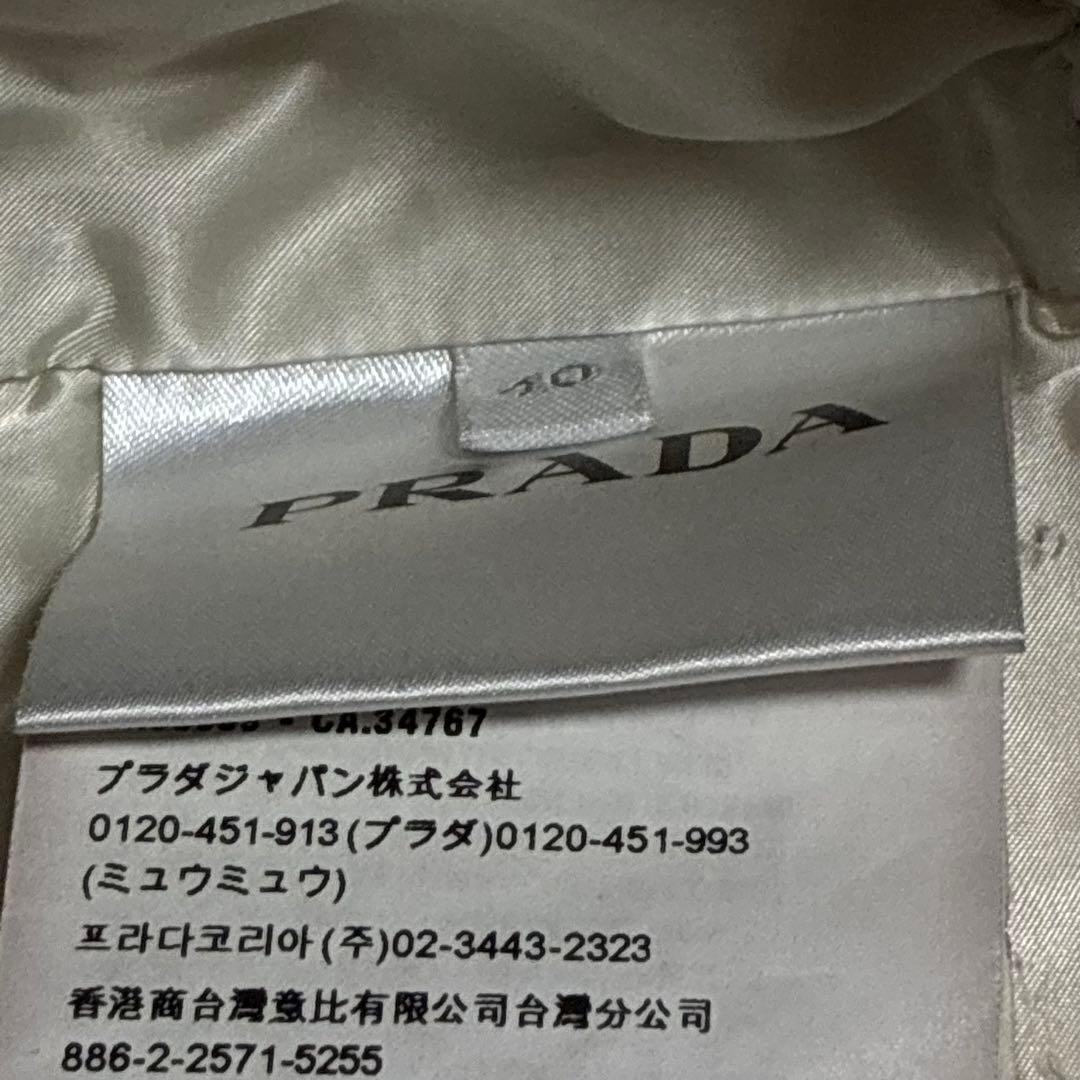 40
PRADA
CA.34767
プラダジャパン株式会社
0120-451-913(プラダ)0120-451-993
(ミュウミュウ)
프라다코리아(주)02-3443-2323
香港商台灣意比有限公司台灣分公司
886-2-2571-5255